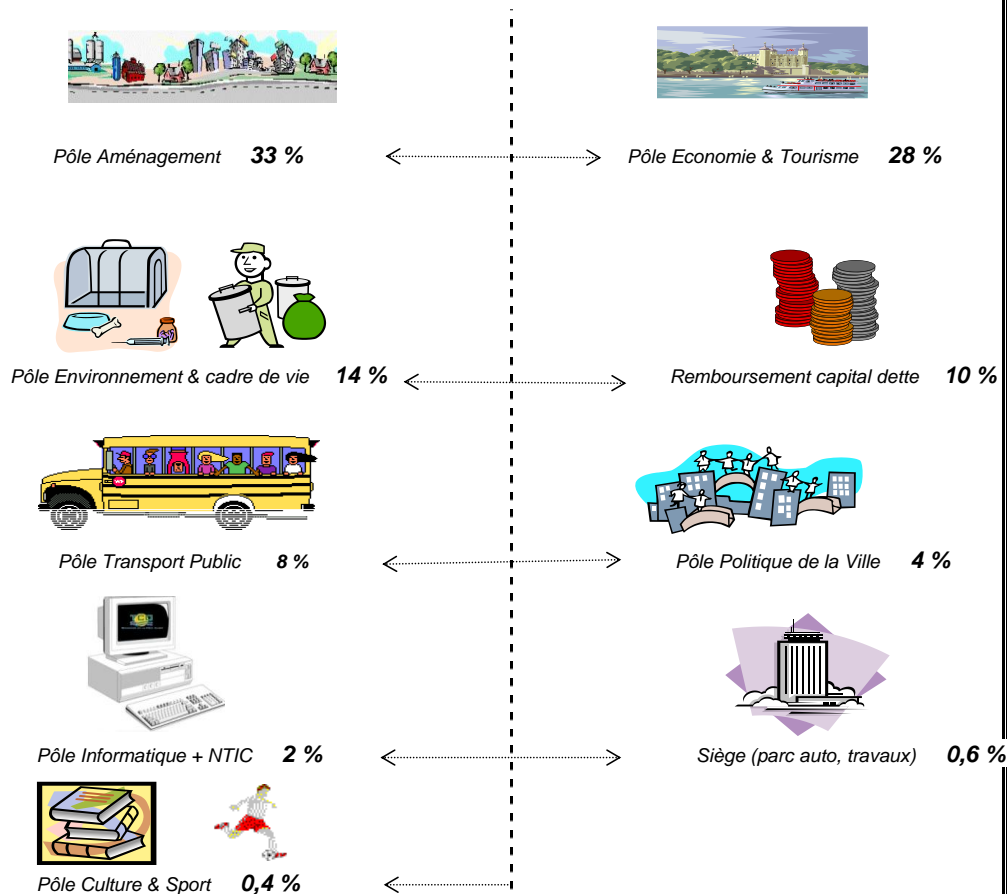 Pôle Aménagement 33 %
Pôle Economie & Tourisme 28 %
Pôle Environnement & cadre de vie 14 %
Remboursement capital dette 10 %
Pôle Transport Public 8 %
Pôle Politique de la Ville 4 %
Pôle Informatique + NTIC 2 %
Siège (parc auto, travaux) 0,6 %
Pôle Culture & Sport 0,4 %